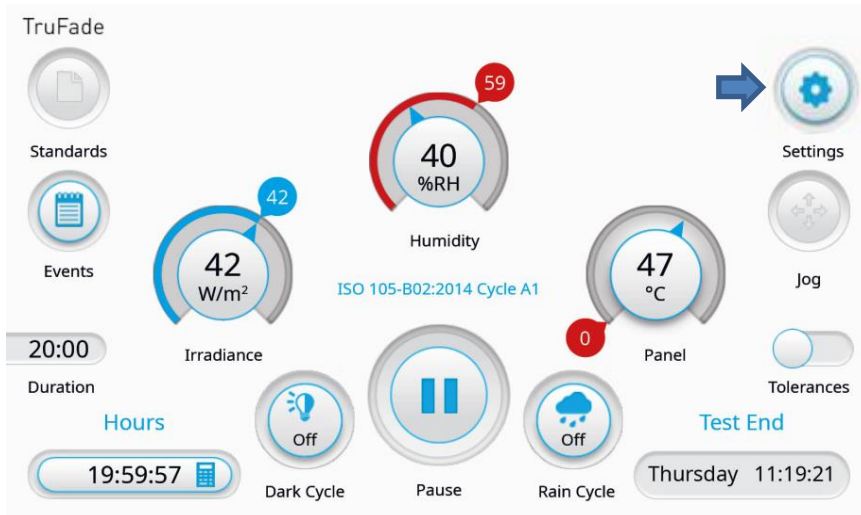 TruFade
Standards
Events
20:00
Duration
Hours
19:59:57
42
42
W/m²
Irradiance
59
40
%RH
Humidity
ISO 105-B02:2014 Cycle A1
47
°C
0
Panel
Settings
Jog
Tolerances
Off
Dark Cycle
Pause
Off
Rain Cycle
Test End
Thursday 11:19:21